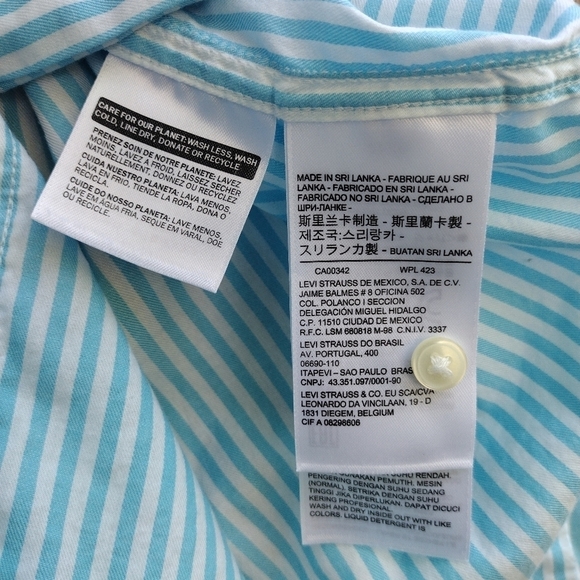 CARE FOR OUR PLANET: WASH LESS, WASH
COLD, LINE DRY, DONATE OR RECYCLE
PRENEZ SOIN DE NOTRE PLANETE: LAVEZ
MOINS, LAVEZ A FROID, LAISSEZ SÉCHER
NATURELLEMENT, DONNEZ OU RECYCLEZ
CUIDA NUESTRO PLANETA: LAVA MENOS,
LAVA EN FRIO, TIENDE LA ROPA, DONA O
RECICLA
CUIDE DO NOSSO PLANETA: LAVE MENOS,
LAVE EM ÁGUA FRIA, SEQUE EM VARAL, DOE
OU RECICLE.
MADE IN SRI LANKA - FABRIQUE AU SRI
LANKA - FABRICADO EN SRI LANKA -
FABRICADO NO SRI LANKA - СДЕЛАНО В
ШРИ-ЛАНКЕ -
斯里兰卡制造 - 斯里蘭卡製 -
제조국:스리랑카 -
スリランカ製 - BUATAN SRI LANKA
CA00342 WPL 423
LEVI STRAUSS DE MEXICO, S.A. DE C.V.
JAIME BALMES # 8 OFICINA 502
COL. POLANCO I SECCION
DELEGACIÓN MIGUEL HIDALGO
C.P. 11510 CIUDAD DE MEXICO
R.F.C. LSM 660818 M-98 C.N.I.V. 3337
LEVI STRAUSS DO BRASIL
AV. PORTUGAL, 400
06690-110
ITAPEVI – SAO PAULO BRAS
CNPJ: 43.351.097/0001-90
LEVI STRAUSS & CO. EU SCA/CVA
LEONARDO DA VINCILAAN, 19 - D
1831 DIEGEM, BELGIUM
CIF A 08298606
SUHU RENDAH.
PENGERING DENGAN SUHU
(NORMAL). SETRIKA DENGAN SUHU SEDANG
TINGGI JIKA DIPERLUKAN. DAPAT DICUCI
WASH AND DRY INSIDE OUT WITH LIKE
COLORS. LIQUID DETERGENT IS